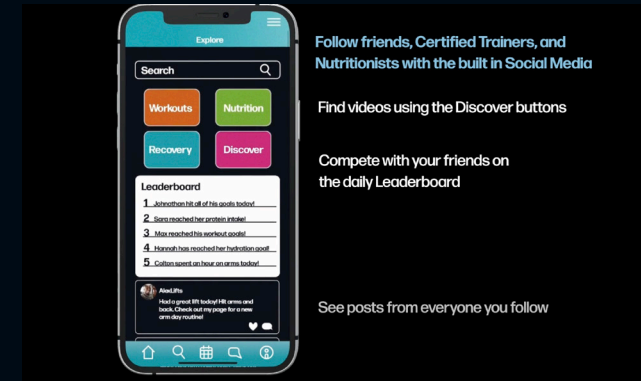 Explore
Search
Workouts
Nutrition
Recovery
Discover
Leaderboard
1 Johnathan hit all of his goals today!
2 Sara reached her protein intake!
3 Max reached his workout goals!
4 Hannah has reached her hydration goal!
5 Colton spent an hour on arms today!
AlexLifts
Had a great lift today! Hit arms and
back. Check out my page for a new
arm day routine!
Follow friends, Certified Trainers, and
Nutritionists with the built in Social Media
Find videos using the Discover buttons
Compete with your friends on
the daily Leaderboard
See posts from everyone you follow